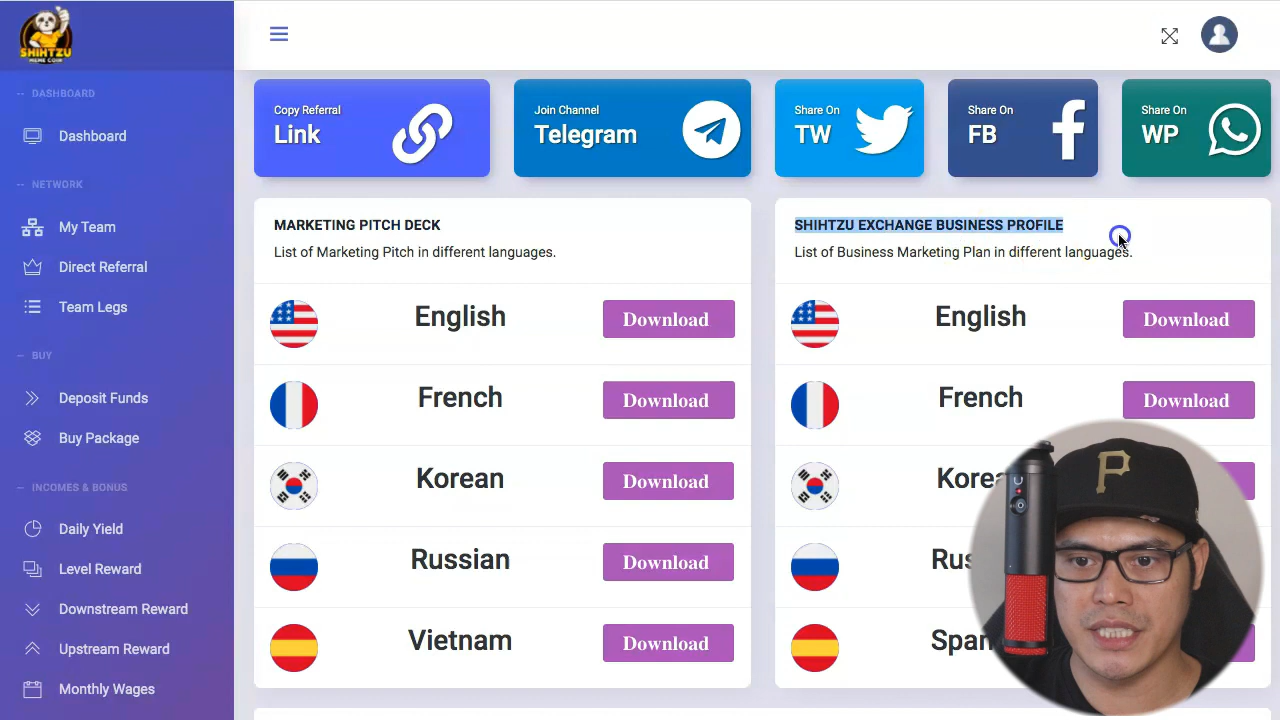 SHIHTZU
MEME COIN
DASHBOARD
Dashboard
NETWORK
My Team
Direct Referral
Team Legs
BUY
Deposit Funds
Buy Package
INCOMES & BONUS
Daily Yield
Level Reward
Downstream Reward
Upstream Reward
Monthly Wages
Copy Referral
Link
Join Channel
Telegram
Share On
TW
Share On
FB
Share On
WP
MARKETING PITCH DECK
List of Marketing Pitch in different languages.
English Download
French Download
Korean Download
Russian Download
Vietnam Download
SHIHTZU EXCHANGE BUSINESS PROFILE
List of Business Marketing Plan in different languages.
English Download
French Download
Korea
Rus
Span
P